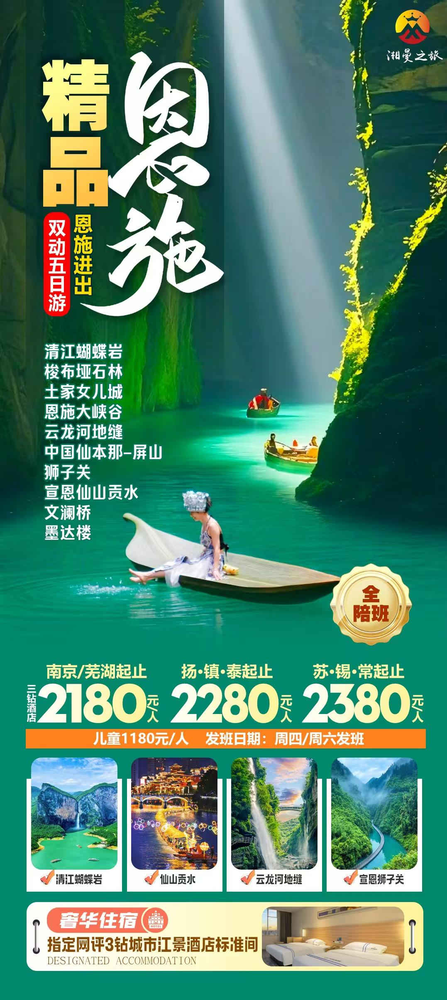 湘曼之旅
恩施
精品
恩施进出
双动五日游
清江蝴蝶岩
梭布垭石林
土家女儿城
恩施大峡谷
云龙河地缝
中国仙本那-屏山
狮子关
宣恩仙山贡水
文澜桥
墨达楼
全
陪班
南京/芜湖起止
扬·镇·泰起止
苏·锡·常起止
三钻酒店
2180元/人
2280元/人
2380元/人
儿童1180元/人 发班日期：周四/周六发班
清江蝴蝶岩
仙山贡水
云龙河地缝
宣恩狮子关
奢华住宿
HOTEL
指定网评3钻城市江景酒店标准间
DESIGNATED ACCOMMODATION